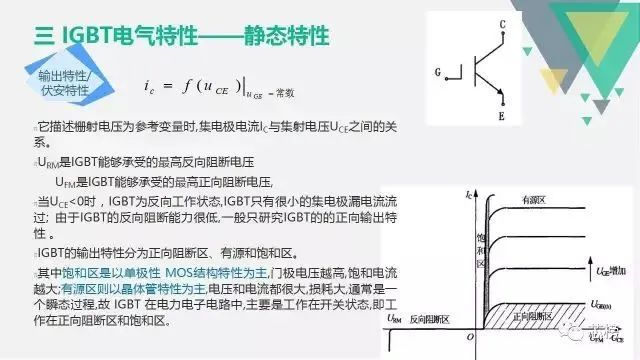 三 IGBT电气特性——静态特性
输出特性/
伏安特性
i_c = f(u_CE)|u_GE=常数
C
G
E
它描述栅射电压为参考变量时,集电极电流I_C与集射电压U_CE之间的关
系。
U_RM是IGBT能够承受的最高反向阻断电压
U_FM是IGBT能够承受的最高正向阻断电压,
当U_CE<0时，IGBT为反向工作状态,IGBT只有很小的集电极漏电流流
过; 由于IGBT的反向阻断能力很低,一般只研究IGBT的的正向输出特
性 。
IGBT的输出特性分为正向阻断区、有源和饱和区。
其中饱和区是以单极性 MOS结构特性为主,门极电压越高,饱和电流
越大;有源区则以晶体管特性为主,电压和电流都很大,损耗大,通常是一
个瞬态过程,故 IGBT 在电力电子电路中,主要是工作在开关状态,即工
作在正向阻断区和饱和区。
I_C
有源区
饱和区
U_GE增加
U_GE(th)
U_RM
反向阻断区
O
正向阻断区
U_FM
U_CE